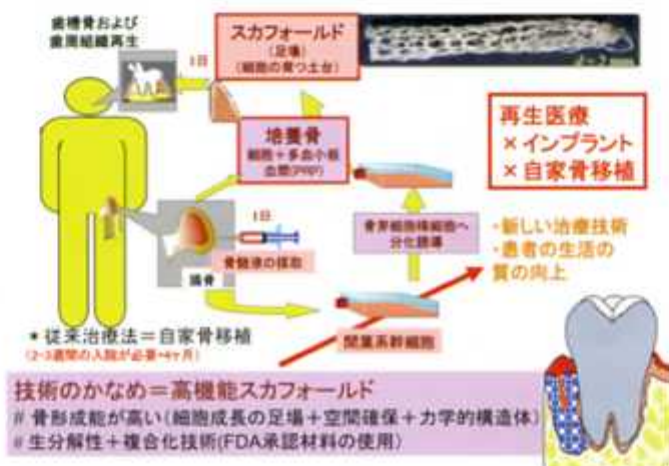 歯槽骨および
歯周組織再生
1日
スカフォールド
(足場)
(細胞の育つ土台)
培養骨
細胞+多血小板
血漿(PRP)
再生医療
×インプラント
×自家骨移植
1日
骨髄液の採取
腸骨
骨芽細胞様細胞へ
分化誘導
・新しい治療技術
・患者の生活の
質の向上
間葉系幹細胞
*従来治療法=自家骨移植
(2-3週間の入院が必要+4ヶ月)
技術のかなめ=高機能スカフォールド
# 骨形成能が高い(細胞成長の足場+空間確保+力学的構造体)
# 生分解性+複合化技術(FDA承認材料の使用)